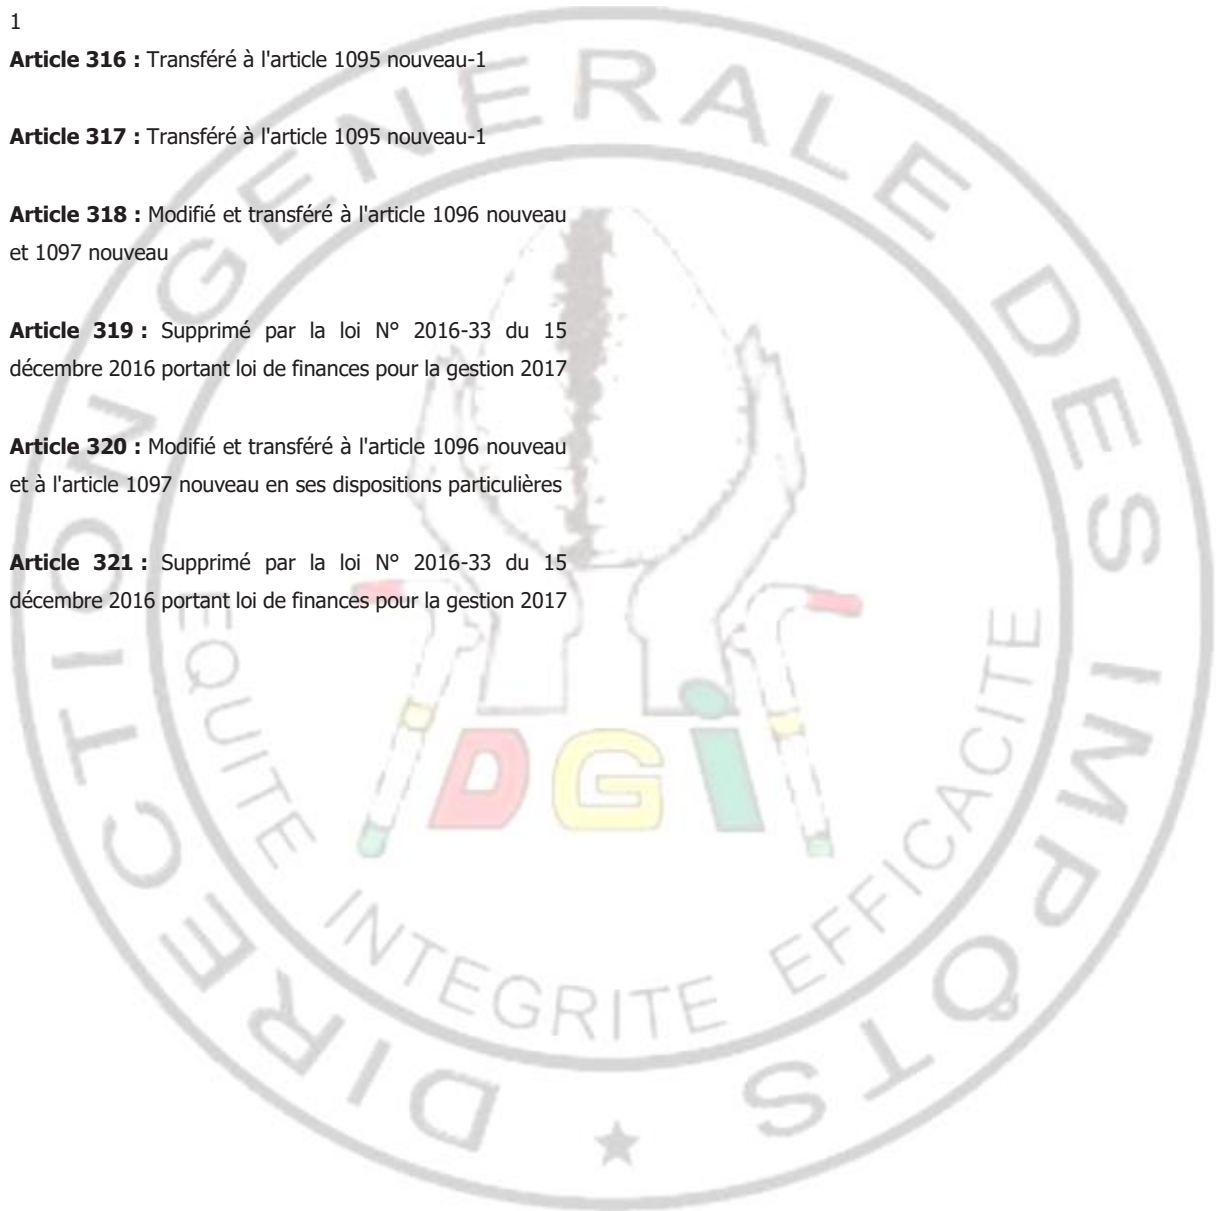 1
Article 316 : Transféré à l'article 1095 nouveau-1
Article 317 : Transféré à l'article 1095 nouveau-1
Article 318 : Modifié et transféré à l'article 1096 nouveau
et 1097 nouveau
Article 319 : Supprimé par la loi N° 2016-33 du 15
décembre 2016 portant loi de finances pour la gestion 2017
Article 320 : Modifié et transféré à l'article 1096 nouveau
et à l'article 1097 nouveau en ses dispositions particulières
Article 321 : Supprimé par la loi N° 2016-33 du 15
décembre 2016 portant loi de finances pour la gestion 2017
DIRECTION GENERALE DES IMPÔTS
EQUITE INTEGRITE EFFICACITE
DGI